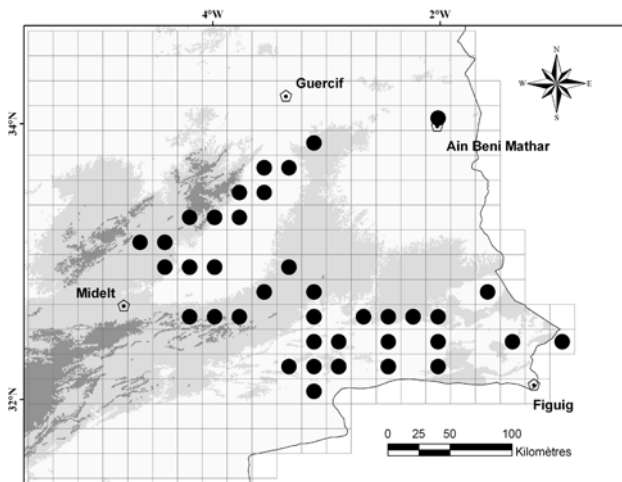 4°W 2°W
N
W E
S
Guercif
34°N
Ain Beni Mathar
Midelt
32°N
Figuig
0 25 50 100
Kilomètres